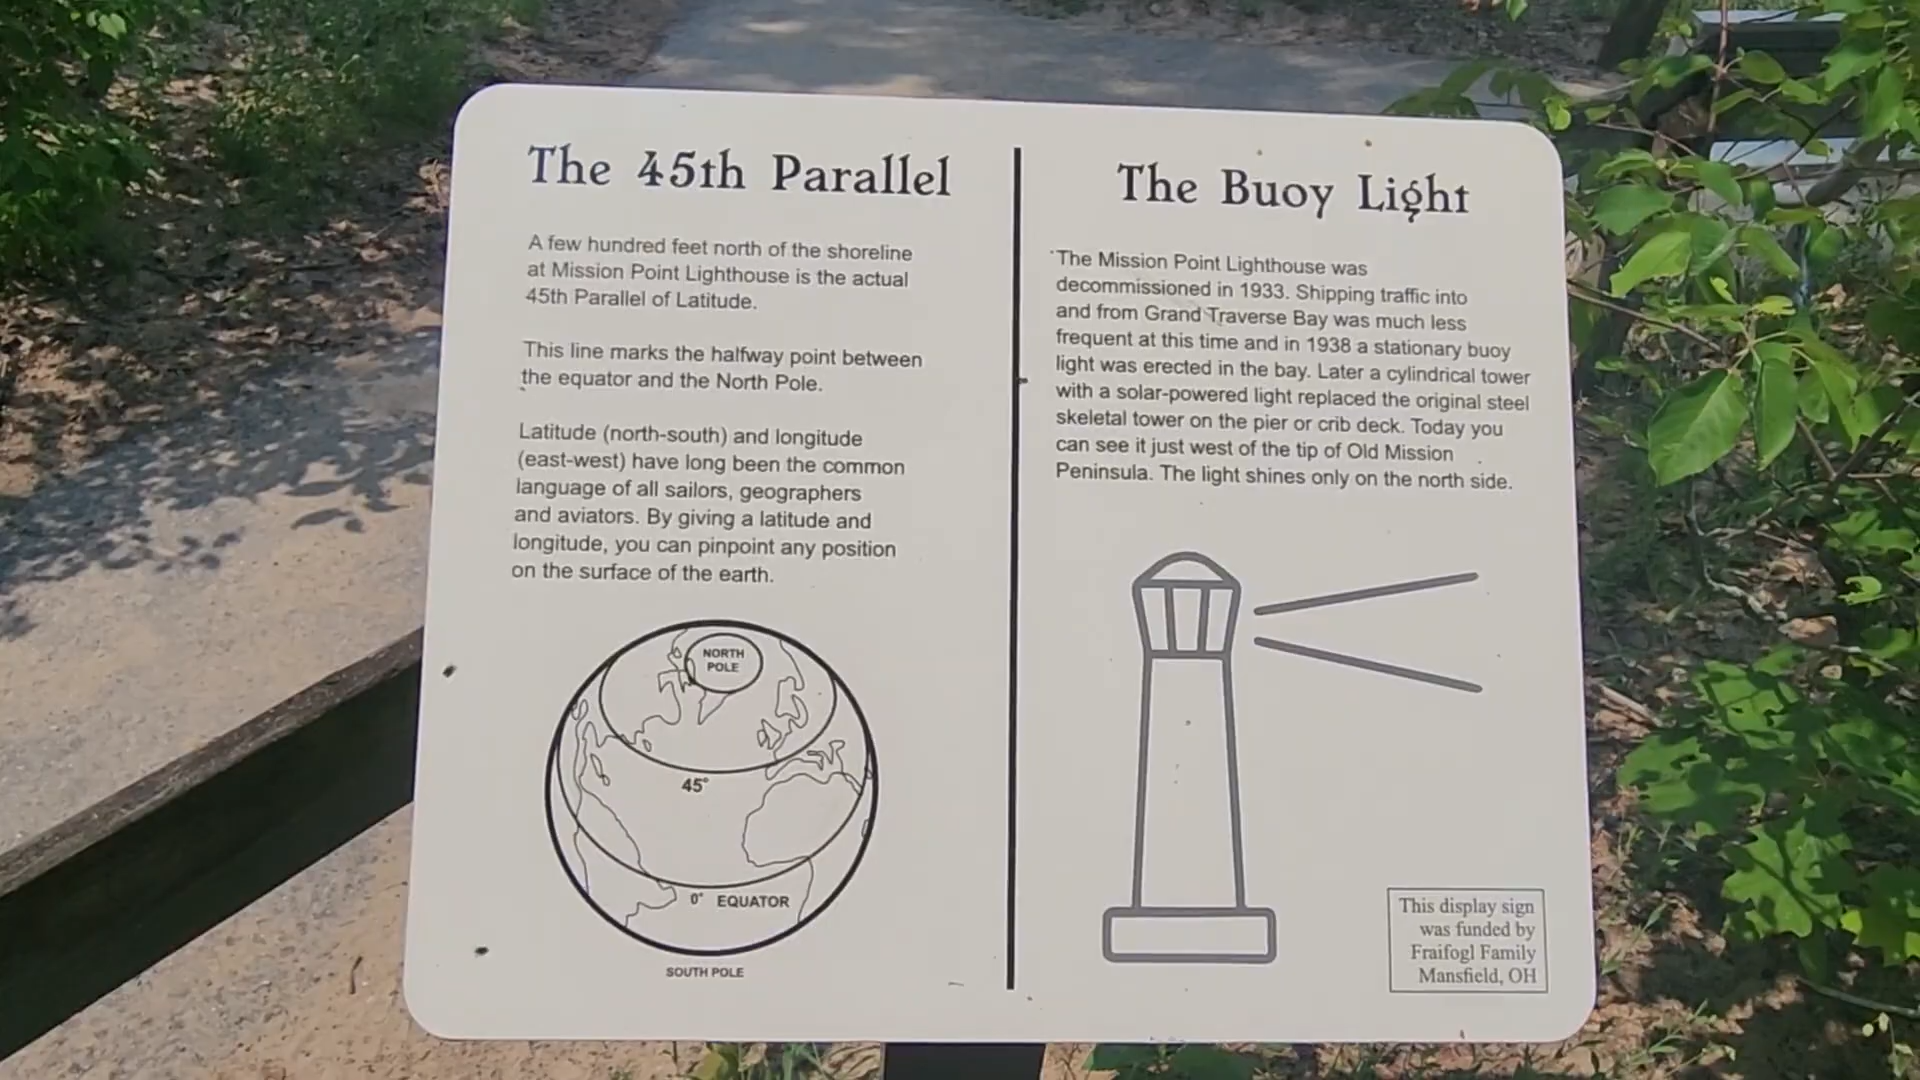 The 45th Parallel
A few hundred feet north of the shoreline
at Mission Point Lighthouse is the actual
45th Parallel of Latitude.
This line marks the halfway point between
the equator and the North Pole.
Latitude (north-south) and longitude
(east-west) have long been the common
language of all sailors, geographers
and aviators. By giving a latitude and
longitude, you can pinpoint any position
on the surface of the earth.
NORTH
POLE
45°
0° EQUATOR
SOUTH POLE
The Buoy Light
The Mission Point Lighthouse was
decommissioned in 1933. Shipping traffic into
and from Grand Traverse Bay was much less
frequent at this time and in 1938 a stationary buoy
light was erected in the bay. Later a cylindrical tower
with a solar-powered light replaced the original steel
skeletal tower on the pier or crib deck. Today you
can see it just west of the tip of Old Mission
Peninsula. The light shines only on the north side.
This display sign
was funded by
Fraifogl Family
Mansfield, OH